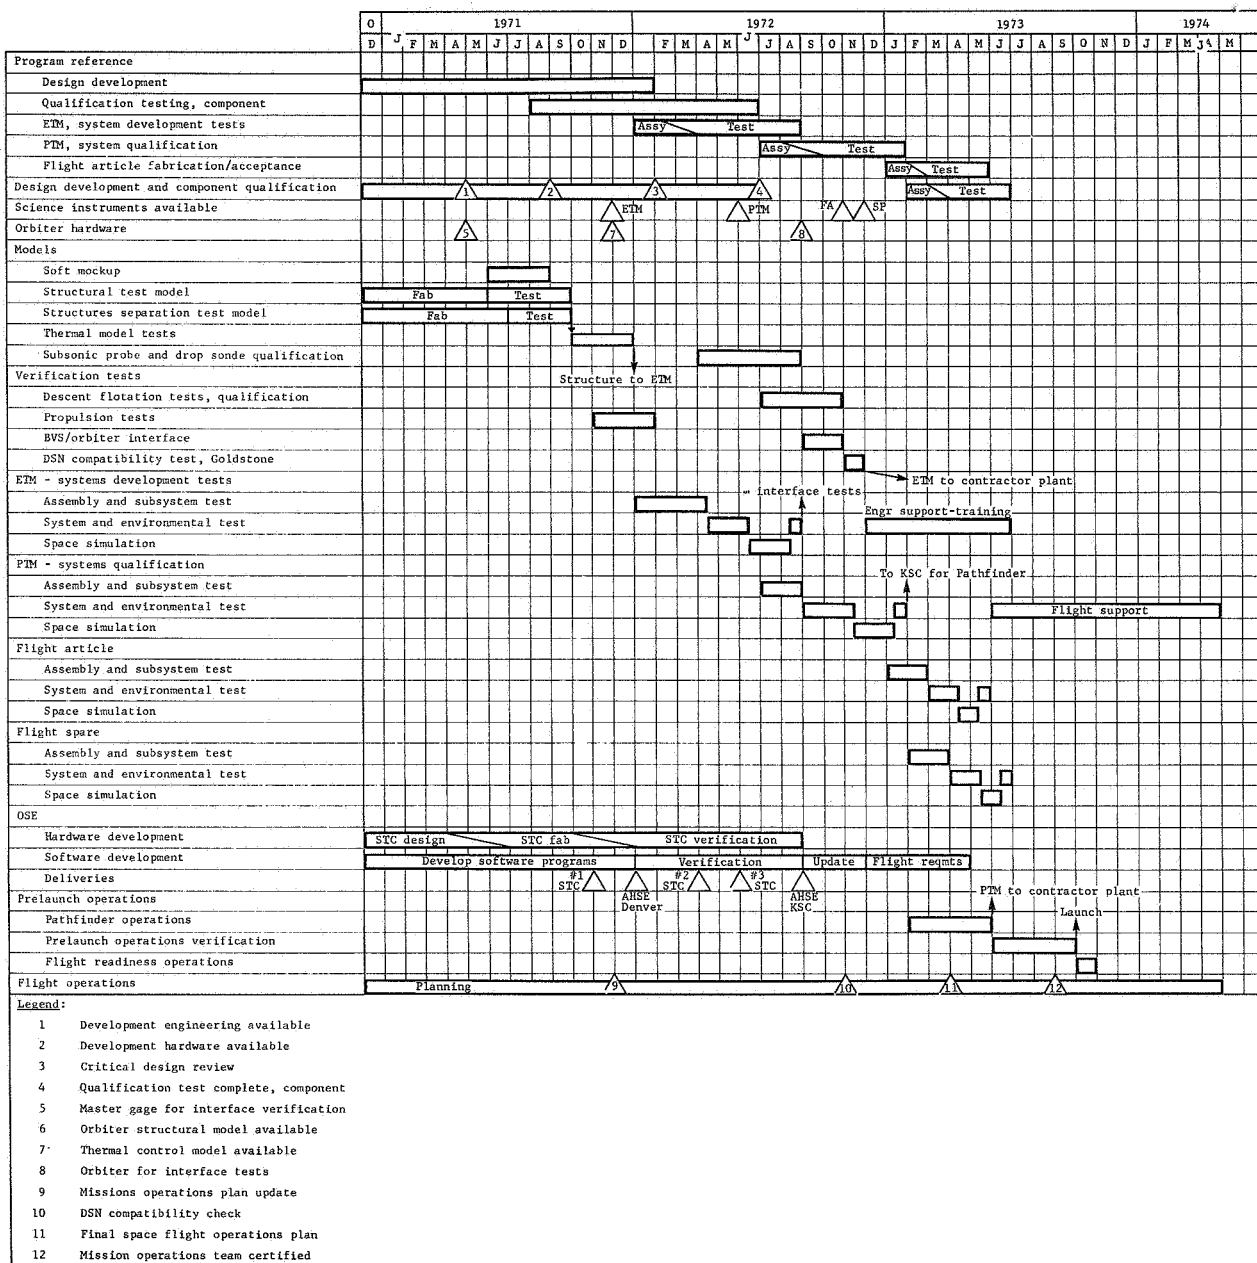 0 1971 1972 1973 1974
D J F M A M J J A S O N D F M A M J J A S O N D J F M A M J J A S O N D J F M J A M
Program reference
Design development
Qualification testing, component
ETM, system development tests Assy Test
PTM, system qualification Assy Test
Flight article fabrication/acceptance Assy Test
Design development and component qualification 1 2 3 4 Assy Test
Science instruments available ETM PTM FA SP
Orbiter hardware 5 7 8
Models
Soft mockup
Structural test model Fab Test
Structures separation test model Fab Test
Thermal model tests
Subsonic probe and drop sonde qualification
Verification tests Structure to ETM
Descent flotation tests, qualification
Propulsion tests
BVS/orbiter interface
DSN compatibility test, Goldstone
ETM - systems development tests ETM to contractor plant
interface tests
Assembly and subsystem test
Engr support-training
System and environmental test
Space simulation
PTM - systems qualification
To KSC for Pathfinder
Assembly and subsystem test
System and environmental test Flight support
Space simulation
Flight article
Assembly and subsystem test
System and environmental test
Space simulation
Flight spare
Assembly and subsystem test
System and environmental test
Space simulation
OSE
Hardware development STC design STC fab STC verification
Software development Develop software programs Verification Update Flight reqmts
Deliveries #1 STC #2 STC #3 STC
Prelaunch operations AHSE Denver AHSE KSC PTM to contractor plant
Launch
Pathfinder operations
Prelaunch operations verification
Flight readiness operations
Flight operations Planning 9 10 11 12
Legend:
1 Development engineering available
2 Development hardware available
3 Critical design review
4 Qualification test complete, component
5 Master gage for interface verification
6 Orbiter structural model available
7 Thermal control model available
8 Orbiter for interface tests
9 Missions operations plan update
10 DSN compatibility check
11 Final space flight operations plan
12 Mission operations team certified